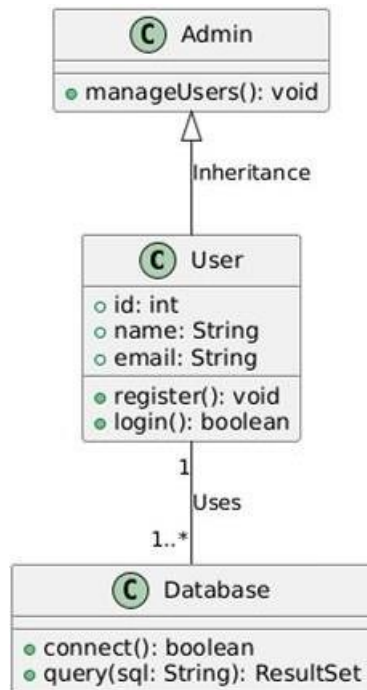 C Admin
manageUsers(): void
Inheritance
C User
id: int
name: String
email: String
register(): void
login(): boolean
1
Uses
1..*
C Database
connect(): boolean
query(sql: String): ResultSet